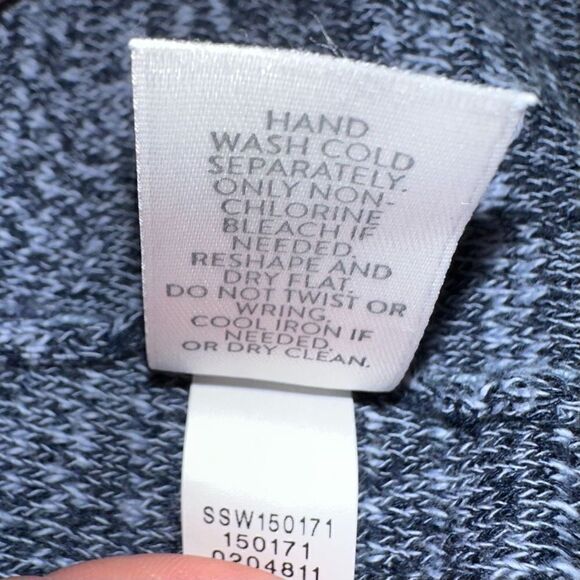 HAND
WASH COLD
SEPARATELY.
ONLY NON-
CHLORINE
BLEACH IF
NEEDED.
RESHAPE AND
DRY FLAT.
DO NOT TWIST OR
WRING.
COOL IRON IF
NEEDED.
OR DRY CLEAN.
SSW150171
150171
0204811